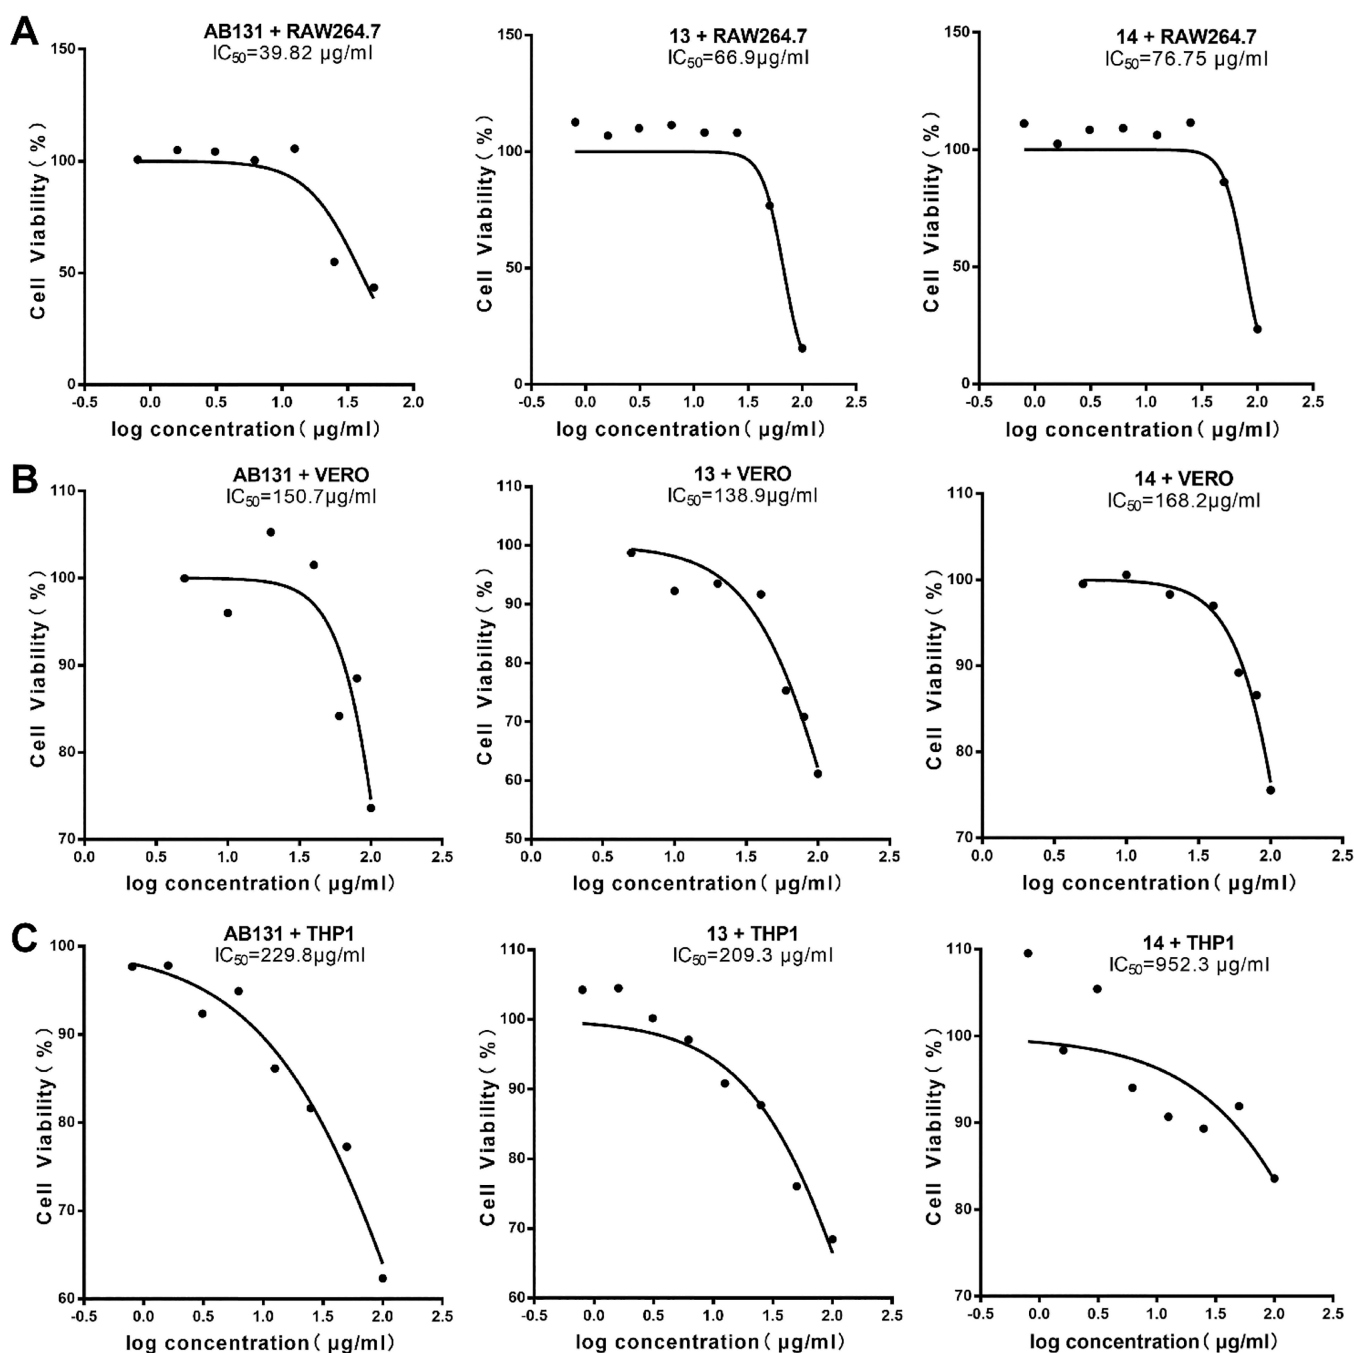 A
AB131 + RAW264.7
IC50=39.82 µg/ml
150
100
50
0
Cell Viability ( % )
-0.5 0.0 0.5 1.0 1.5 2.0
log concentration ( µg/ml)
13 + RAW264.7
IC50=66.9µg/ml
150
100
50
0
Cell Viability ( % )
-0.5 0.0 0.5 1.0 1.5 2.0 2.5
log concentration ( µg/ml)
14 + RAW264.7
IC50=76.75 µg/ml
150
100
50
0
Cell Viability ( % )
-0.5 0.0 0.5 1.0 1.5 2.0 2.5
log concentration ( µg/ml)
B
AB131 + VERO
IC50=150.7µg/ml
110
100
90
80
70
Cell Viability ( % )
0.0 0.5 1.0 1.5 2.0 2.5
log concentration ( µg/ml)
13 + VERO
IC50=138.9µg/ml
110
100
90
80
70
60
50
Cell Viability ( % )
0.0 0.5 1.0 1.5 2.0 2.5
log concentration ( µg/ml)
14 + VERO
IC50=168.2µg/ml
110
100
90
80
70
Cell Viability ( % )
0.0 0.5 1.0 1.5 2.0 2.5
log concentration ( µg/ml)
C
AB131 + THP1
IC50=229.8µg/ml
100
90
80
70
60
Cell Viability ( % )
-0.5 0.0 0.5 1.0 1.5 2.0 2.5
log concentration ( µg/ml)
13 + THP1
IC50=209.3 µg/ml
110
100
90
80
70
60
Cell Viability ( % )
-0.5 0.0 0.5 1.0 1.5 2.0 2.5
log concentration ( µg/ml)
14 + THP1
IC50=952.3 µg/ml
110
100
90
80
70
Cell Viability ( % )
-0.5 0.0 0.5 1.0 1.5 2.0 2.5
log concentration ( µg/ml)